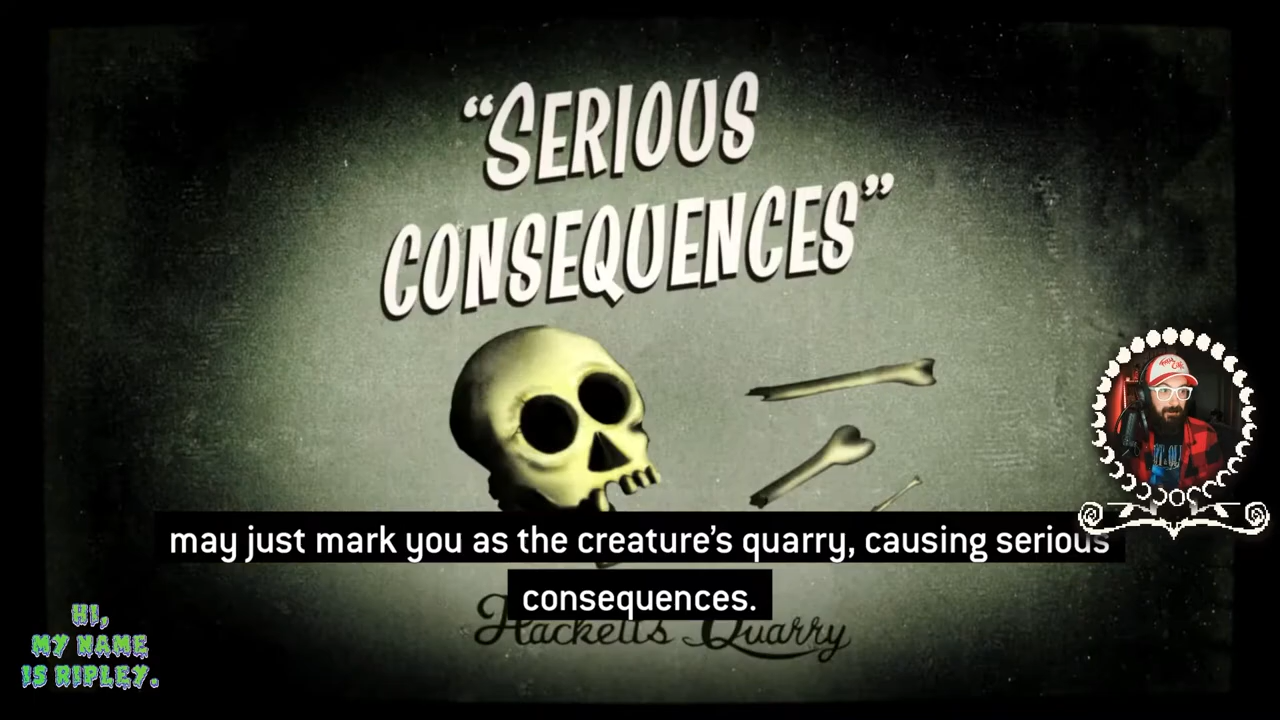 “SERIOUS
CONSEQUENCES”
may just mark you as the creature’s quarry, causing serious
consequences.
Hackett’s Quarry
HI,
MY NAME
IS RIPLEY.